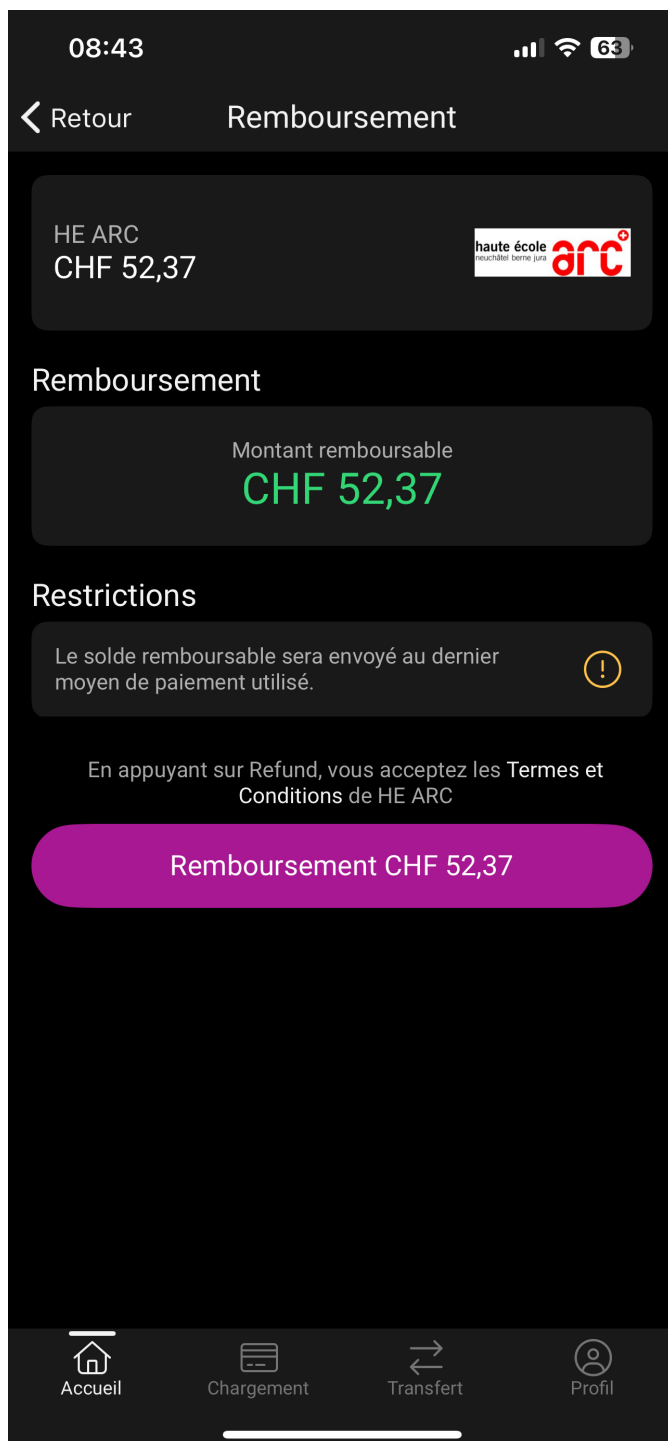 08:43
63
Retour
Remboursement
HE ARC
CHF 52,37
haute école
neuchâtel berne jura
arc
Remboursement
Montant remboursable
CHF 52,37
Restrictions
Le solde remboursable sera envoyé au dernier
moyen de paiement utilisé.
En appuyant sur Refund, vous acceptez les Termes et
Conditions de HE ARC
Remboursement CHF 52,37
Accueil
Chargement
Transfert
Profil